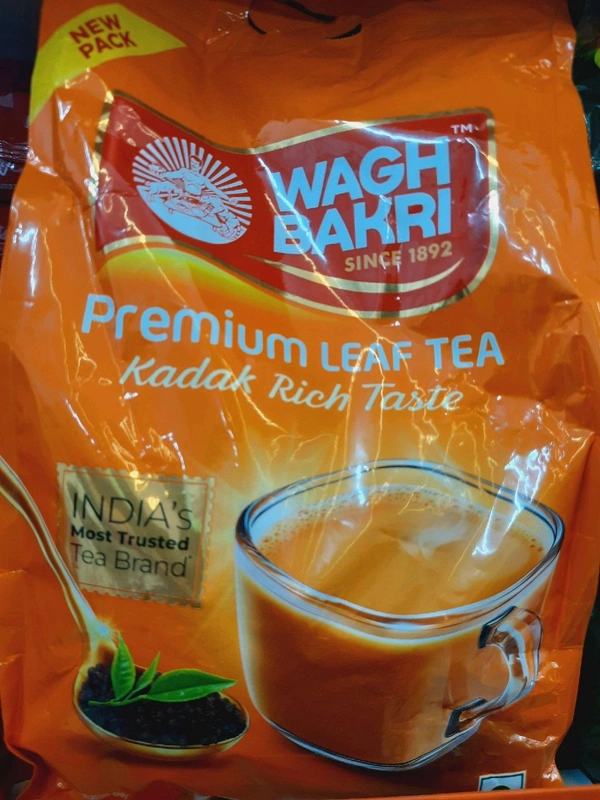 NEW
PACK
WAGH
BAKRI
TM
SINCE 1892
Premium LEAF TEA
Kadak Rich Taste
INDIA's
Most Trusted
Tea Brand*